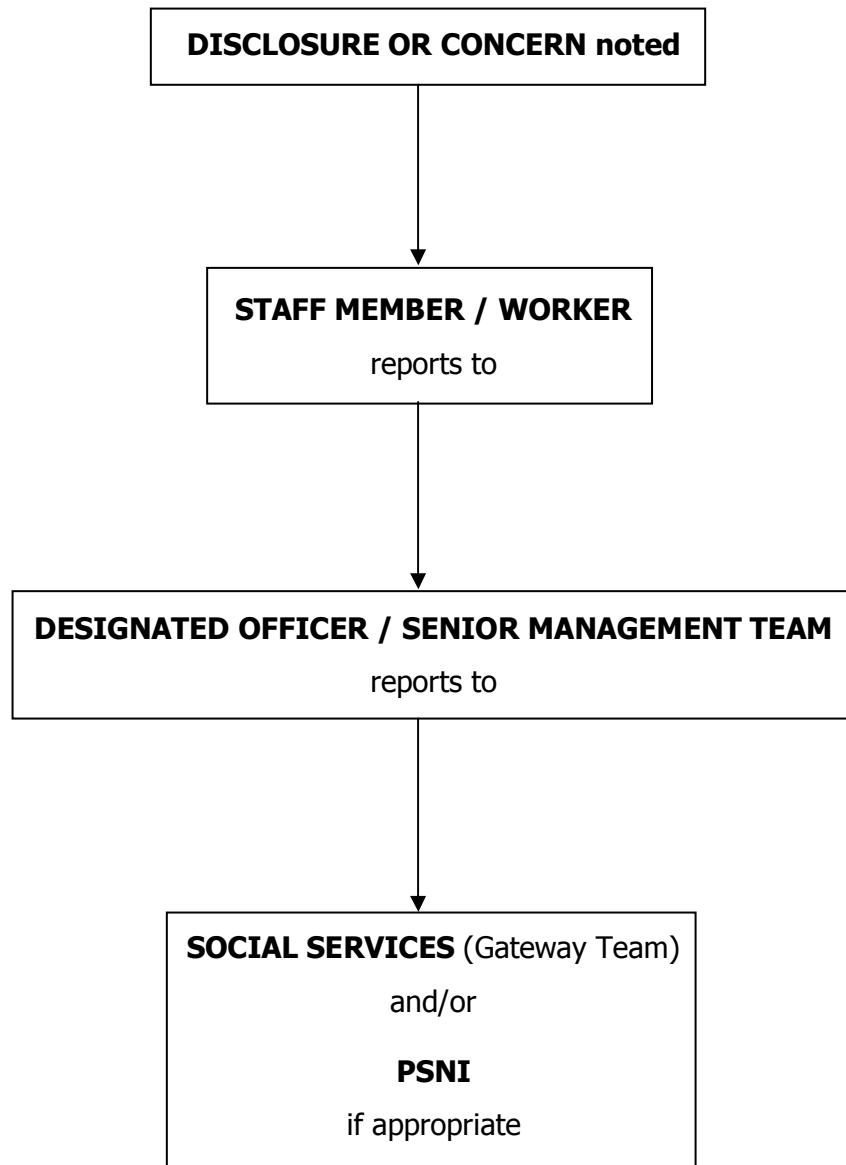 DISCLOSURE OR CONCERN noted
STAFF MEMBER / WORKER
reports to
DESIGNATED OFFICER / SENIOR MANAGEMENT TEAM
reports to
SOCIAL SERVICES (Gateway Team)
and/or
PSNI
if appropriate